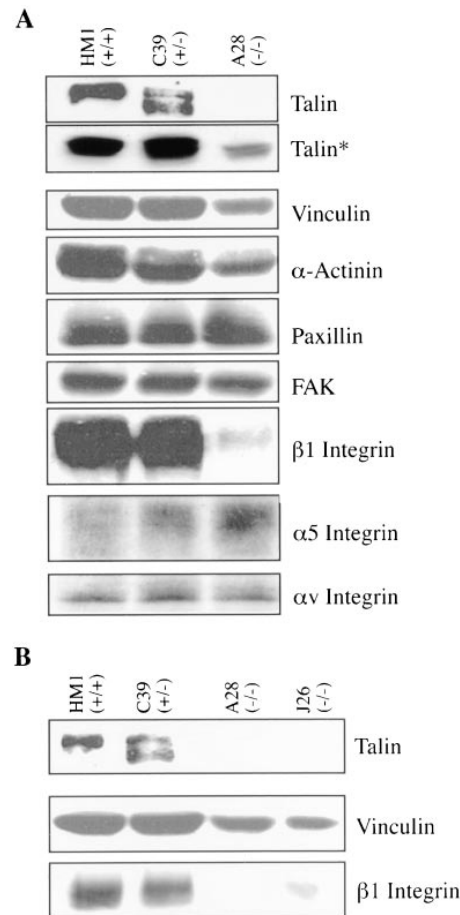 A
HM1 (+/+)
C39 (+/-)
A28 (-/-)
Talin
Talin*
Vinculin
α-Actinin
Paxillin
FAK
β1 Integrin
α5 Integrin
αv Integrin
B
HM1 (+/+)
C39 (+/-)
A28 (-/-)
J26 (-/-)
Talin
Vinculin
β1 Integrin